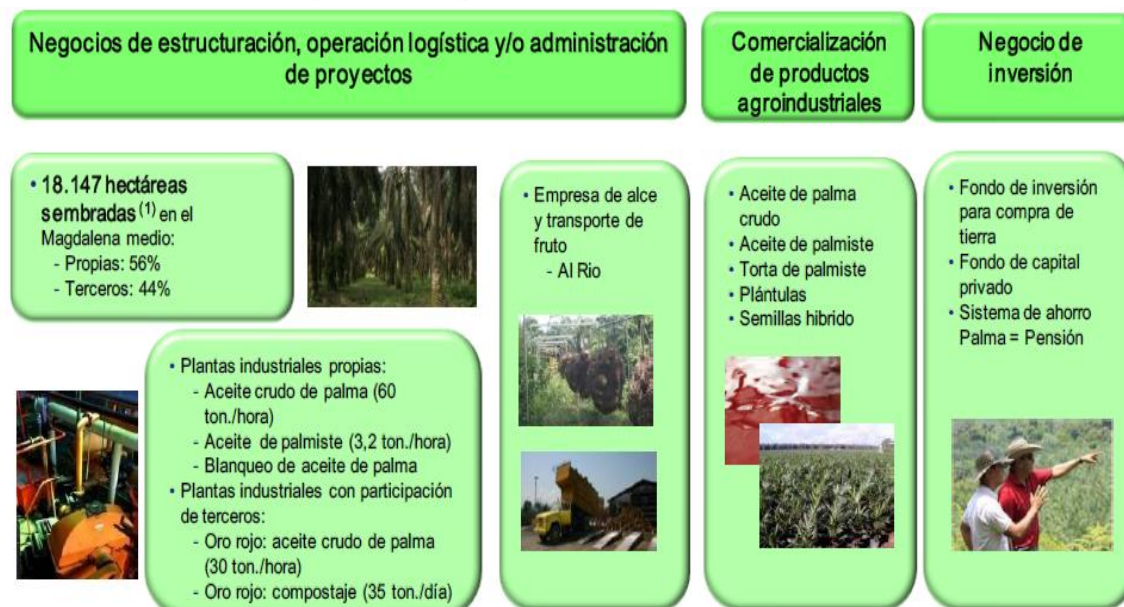 Negocios de estructuración, operación logística y/o administración
de proyectos
Comercialización
de productos
agroindustriales
Negocio de
inversión
• 18.147 hectáreas
sembradas (1) en el
Magdalena medio:
- Propias: 56%
- Terceros: 44%
• Plantas industriales propias:
- Aceite crudo de palma (60
ton./hora)
- Aceite de palmiste (3,2 ton./hora)
- Blanqueo de aceite de palma
• Plantas industriales con participación
de terceros:
- Oro rojo: aceite crudo de palma
(30 ton./hora)
- Oro rojo: compostaje (35 ton./día)
• Empresa de alce
y transporte de
fruto
- Al Rio
• Aceite de palma
crudo
• Aceite de palmiste
• Torta de palmiste
• Plántulas
• Semillas hibrido
• Fondo de inversión
para compra de
tierra
• Fondo de capital
privado
• Sistema de ahorro
Palma = Pensión